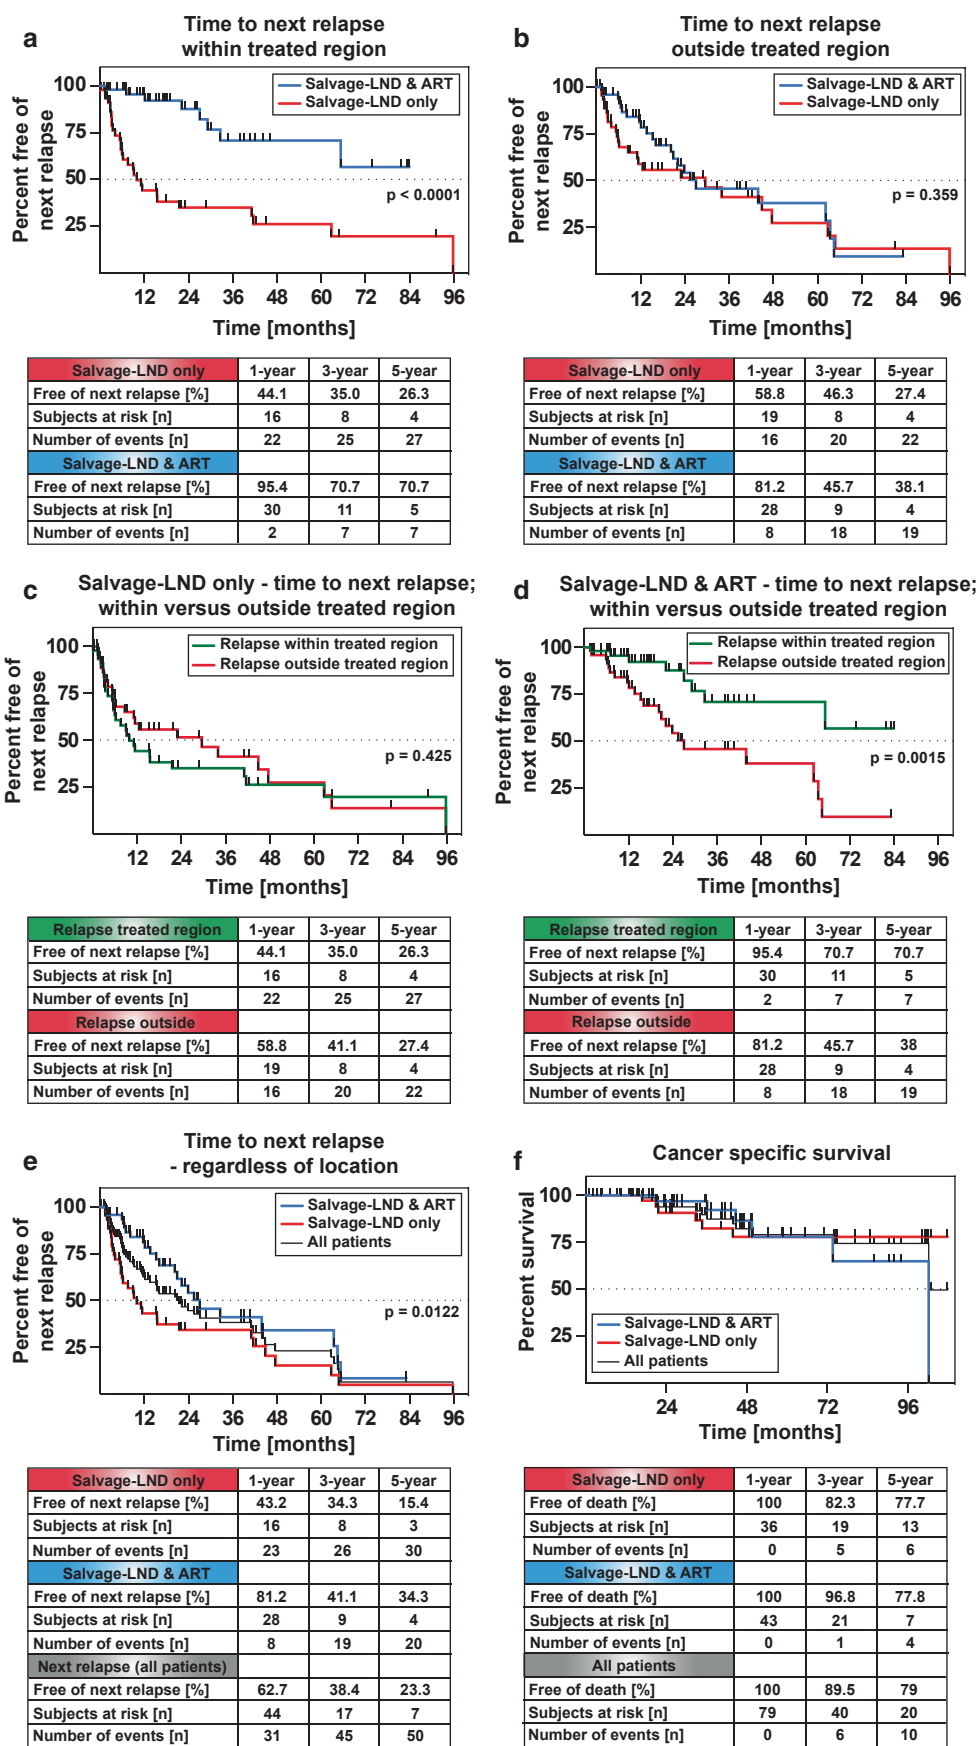 a
Time to next relapse
within treated region
Percent free of
next relapse
100
75
50
25
Salvage-LND & ART
Salvage-LND only
p < 0.0001
12 24 36 48 60 72 84 96
Time [months]
Salvage-LND only 1-year 3-year 5-year
Free of next relapse [%] 44.1 35.0 26.3
Subjects at risk [n] 16 8 4
Number of events [n] 22 25 27
Salvage-LND & ART
Free of next relapse [%] 95.4 70.7 70.7
Subjects at risk [n] 30 11 5
Number of events [n] 2 7 7
b
Time to next relapse
outside treated region
Percent free of
next relapse
100
75
50
25
Salvage-LND & ART
Salvage-LND only
p = 0.359
12 24 36 48 60 72 84 96
Time [months]
Salvage-LND only 1-year 3-year 5-year
Free of next relapse [%] 58.8 46.3 27.4
Subjects at risk [n] 19 8 4
Number of events [n] 16 20 22
Salvage-LND & ART
Free of next relapse [%] 81.2 45.7 38.1
Subjects at risk [n] 28 9 4
Number of events [n] 8 18 19
c
Salvage-LND only - time to next relapse;
within versus outside treated region
Percent free of
next relapse
100
75
50
25
Relapse within treated region
Relapse outside treated region
p = 0.425
12 24 36 48 60 72 84 96
Time [months]
Relapse treated region 1-year 3-year 5-year
Free of next relapse [%] 44.1 35.0 26.3
Subjects at risk [n] 16 8 4
Number of events [n] 22 25 27
Relapse outside
Free of next relapse [%] 58.8 41.1 27.4
Subjects at risk [n] 19 8 4
Number of events [n] 16 20 22
d
Salvage-LND & ART - time to next relapse;
within versus outside treated region
Percent free of
next relapse
100
75
50
25
Relapse within treated region
Relapse outside treated region
p = 0.0015
12 24 36 48 60 72 84 96
Time [months]
Relapse treated region 1-year 3-year 5-year
Free of next relapse [%] 95.4 70.7 70.7
Subjects at risk [n] 30 11 5
Number of events [n] 2 7 7
Relapse outside
Free of next relapse [%] 81.2 45.7 38
Subjects at risk [n] 28 9 4
Number of events [n] 8 18 19
e
Time to next relapse
- regardless of location
Percent free of
next relapse
100
75
50
25
Salvage-LND & ART
Salvage-LND only
All patients
p = 0.0122
12 24 36 48 60 72 84 96
Time [months]
Salvage-LND only 1-year 3-year 5-year
Free of next relapse [%] 43.2 34.3 15.4
Subjects at risk [n] 16 8 3
Number of events [n] 23 26 30
Salvage-LND & ART
Free of next relapse [%] 81.2 41.1 34.3
Subjects at risk [n] 28 9 4
Number of events [n] 8 19 20
Next relapse (all patients)
Free of next relapse [%] 62.7 38.4 23.3
Subjects at risk [n] 44 17 7
Number of events [n] 31 45 50
f
Cancer specific survival
Percent survival
100
75
50
25
Salvage-LND & ART
Salvage-LND only
All patients
24 48 72 96
Time [months]
Salvage-LND only 1-year 3-year 5-year
Free of death [%] 100 82.3 77.7
Subjects at risk [n] 36 19 13
Number of events [n] 0 5 6
Salvage-LND & ART
Free of death [%] 100 96.8 77.8
Subjects at risk [n] 43 21 7
Number of events [n] 0 1 4
All patients
Free of death [%] 100 89.5 79
Subjects at risk [n] 79 40 20
Number of events [n] 0 6 10